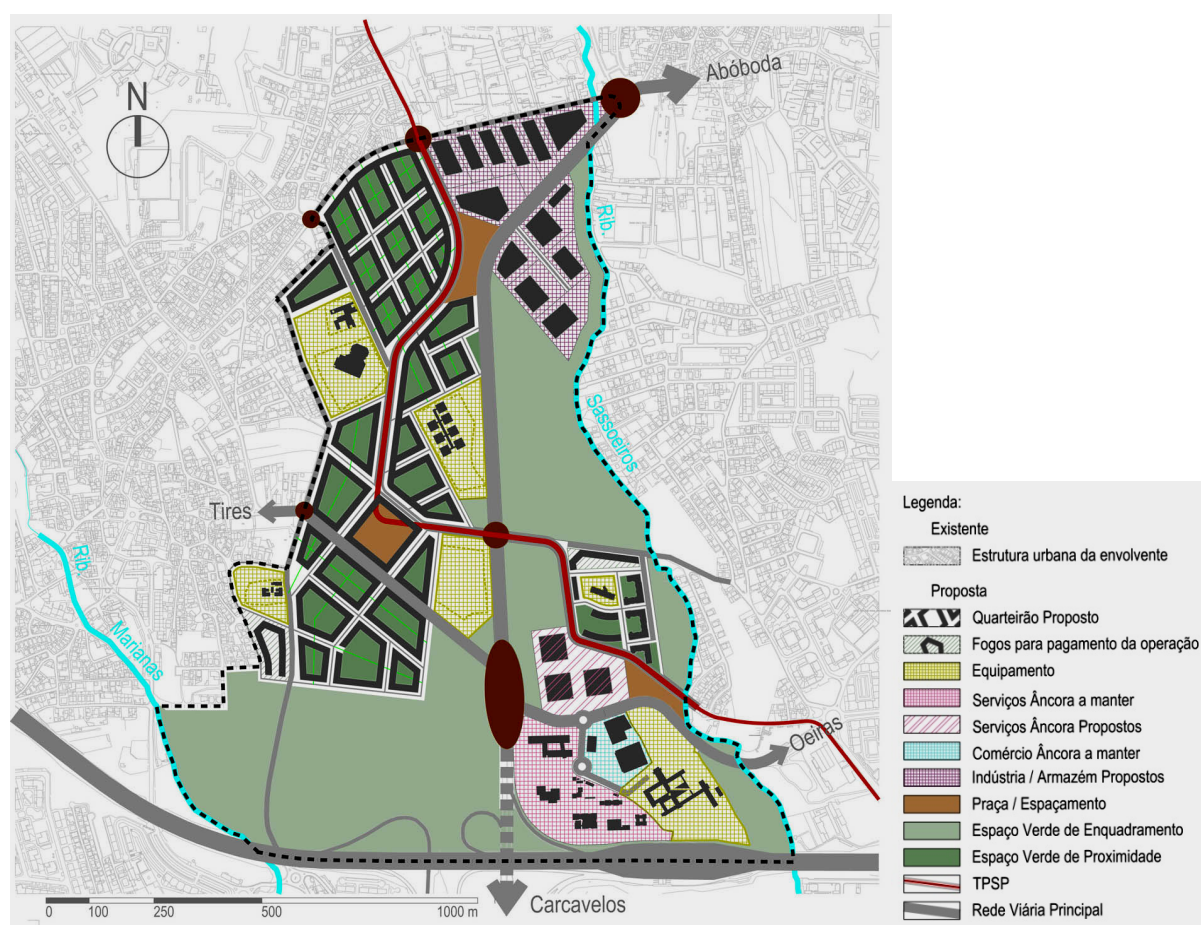 N
Abóboda
Rib.
Sassoeiros
Tires
Rib.
Marianas
Oeiras
Carcavelos
0 100 250 500 1000 m
Legenda:
Existente
Estrutura urbana da envolvente
Proposta
Quarteirão Proposto
Fogos para pagamento da operação
Equipamento
Serviços Âncora a manter
Serviços Âncora Propostos
Comércio Âncora a manter
Indústria / Armazém Propostos
Praça / Espaçamento
Espaço Verde de Enquadramento
Espaço Verde de Proximidade
TPSP
Rede Viária Principal